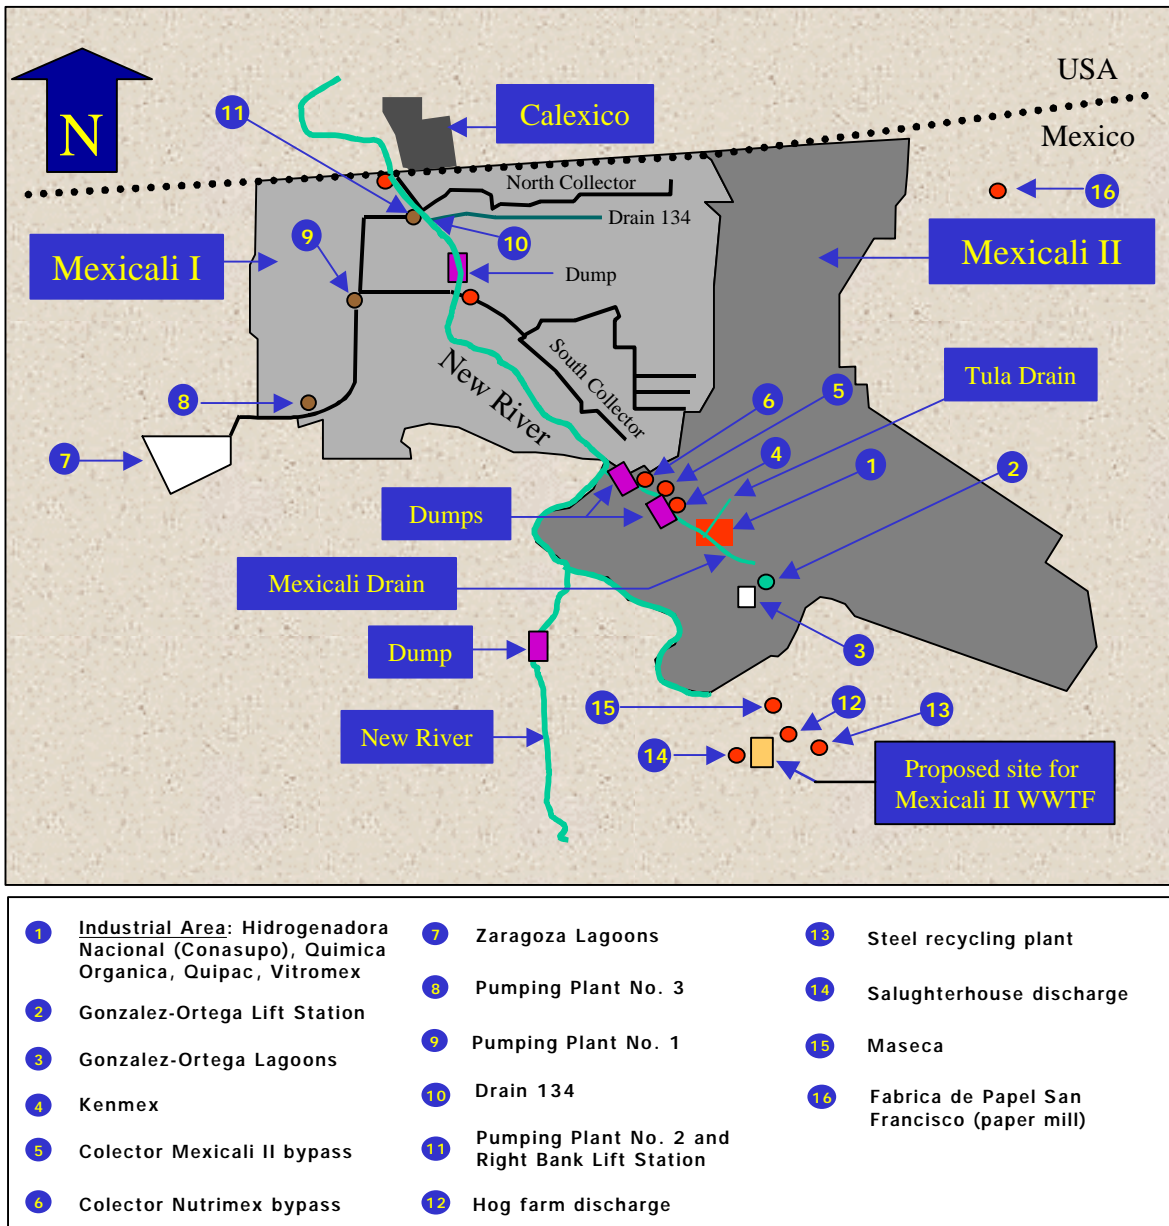 USA
Mexico
N
11
Calexico
16
North Collector
Drain 134
9
10
Mexicali I
Mexicali II
Dump
South Collector
New River
Tula Drain
8
6
5
7
4
1
2
Dumps
Mexicali Drain
Dump
3
15
12
13
New River
14
Proposed site for
Mexicali II WWTF
1
Industrial Area: Hidrogenadora
Nacional (Conasupo), Quimica
Organica, Quipac, Vitromex
2
Gonzalez-Ortega Lift Station
3
Gonzalez-Ortega Lagoons
4
Kenmex
5
Colector Mexicali II bypass
6
Colector Nutrimex bypass
7
Zaragoza Lagoons
8
Pumping Plant No. 3
9
Pumping Plant No. 1
10
Drain 134
11
Pumping Plant No. 2 and
Right Bank Lift Station
12
Hog farm discharge
13
Steel recycling plant
14
Salughterhouse discharge
15
Maseca
16
Fabrica de Papel San
Francisco (paper mill)